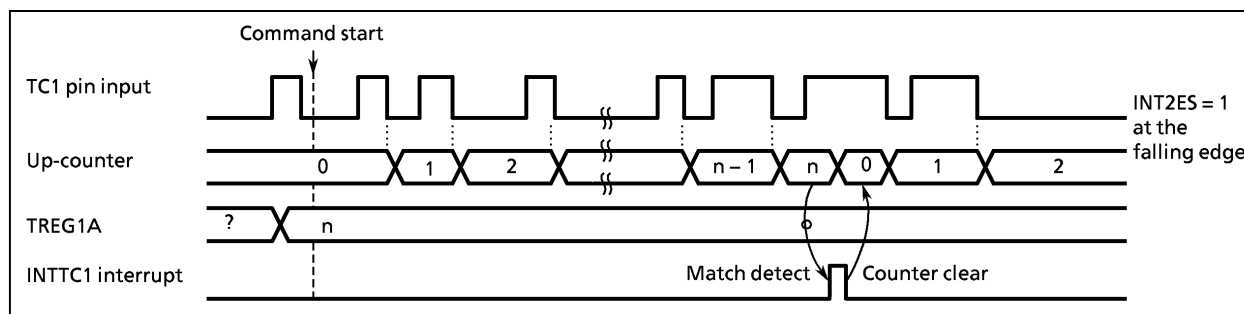 Command start
TC1 pin input
INT2ES = 1
at the
falling edge
Up-counter
0 1 2 n – 1 n 0 1 2
TREG1A
? n
INTTC1 interrupt
Match detect Counter clear